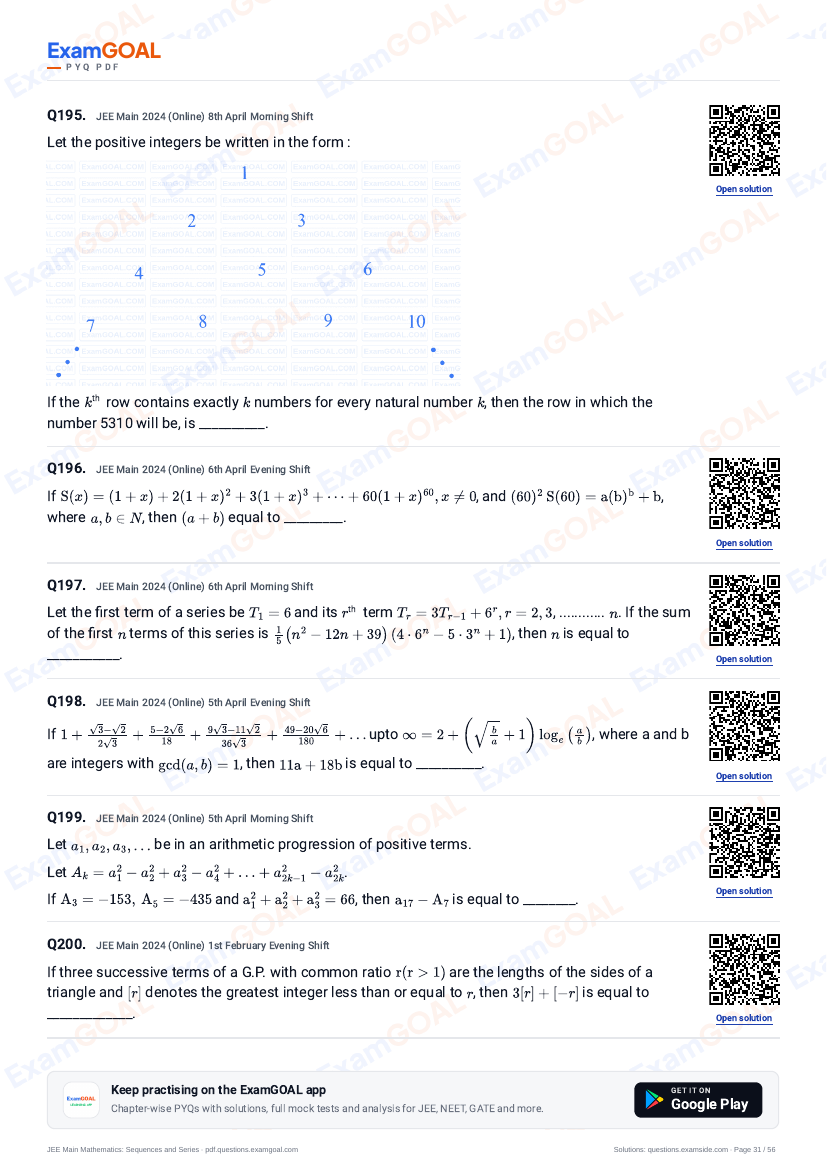 ExamGOAL
PYQ PDF
Q195. JEE Main 2024 (Online) 8th April Morning Shift
Let the positive integers be written in the form :
1
2 3
4 5 6
7 8 9 10
If the k^th row contains exactly k numbers for every natural number k, then the row in which the
number 5310 will be, is __________.
Open solution
Q196. JEE Main 2024 (Online) 6th April Evening Shift
If S(x) = (1 + x) + 2(1 + x)^2 + 3(1 + x)^3 + ⋯ + 60(1 + x)^60, x ≠ 0, and (60)^2 S(60) = a(b)^b + b,
where a, b ∈ N, then (a + b) equal to _________.
Open solution
Q197. JEE Main 2024 (Online) 6th April Morning Shift
Let the first term of a series be T_1 = 6 and its r^th term T_r = 3T_{r−1} + 6^r, r = 2, 3, ............ n. If the sum
of the first n terms of this series is 1/5 (n^2 − 12n + 39) (4 · 6^n − 5 · 3^n + 1), then n is equal to
___________.
Open solution
Q198. JEE Main 2024 (Online) 5th April Evening Shift
If 1 + (√3−√2)/(2√3) + (5−2√6)/18 + (9√3−11√2)/(36√3) + (49−20√6)/180 + … upto ∞ = 2 + (√(b/a) + 1) log_e (a/b), where a and b
are integers with gcd(a, b) = 1, then 11a + 18b is equal to __________.
Open solution
Q199. JEE Main 2024 (Online) 5th April Morning Shift
Let a_1, a_2, a_3, … be in an arithmetic progression of positive terms.
Let A_k = a_1^2 − a_2^2 + a_3^2 − a_4^2 + … + a_{2k−1}^2 − a_{2k}^2.
If A_3 = −153, A_5 = −435 and a_1^2 + a_2^2 + a_3^2 = 66, then a_17 − A_7 is equal to ________.
Open solution
Q200. JEE Main 2024 (Online) 1st February Evening Shift
If three successive terms of a G.P. with common ratio r(r > 1) are the lengths of the sides of a
triangle and [r] denotes the greatest integer less than or equal to r, then 3[r] + [−r] is equal to
_____________.
Open solution
Keep practising on the ExamGOAL app
Chapter-wise PYQs with solutions, full mock tests and analysis for JEE, NEET, GATE and more.
GET IT ON
Google Play
JEE Main Mathematics: Sequences and Series · pdf.questions.examgoal.com
Solutions: questions.examside.com · Page 31 / 56